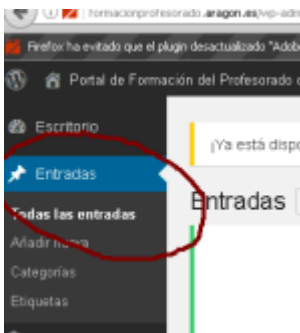 formacionprofesorado.aragon.es/wp-adm
Firefox ha evitado que el plugin desactualizado "Adob
Portal de Formación del Profesorado
Escritorio
¡Ya está dispo
Entradas
Entradas
Todas las entradas
Añadir nueva
Categorías
Etiquetas